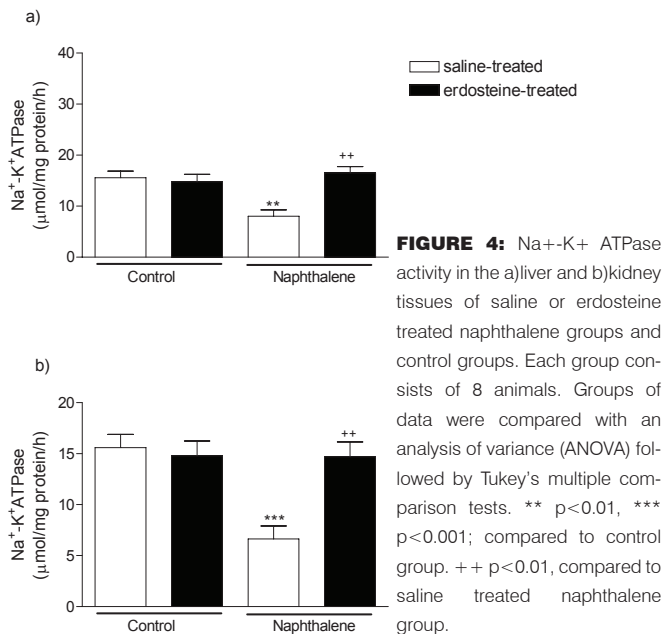 a)
40
30
20
10
0
Na⁺-K⁺ATPase
(μmol/mg protein/h)
**
++
Control
Naphthalene
saline-treated
erdosteine-treated
b)
20
15
10
5
0
Na⁺-K⁺ATPase
(μmol/mg protein/h)
***
++
Control
Naphthalene
FIGURE 4: Na+-K+ ATPase
activity in the a)liver and b)kidney
tissues of saline or erdosteine
treated naphthalene groups and
control groups. Each group con-
sists of 8 animals. Groups of
data were compared with an
analysis of variance (ANOVA) fol-
lowed by Tukey's multiple com-
parison tests. ** p<0.01, ***
p<0.001; compared to control
group. ++ p<0.01, compared to
saline treated naphthalene
group.